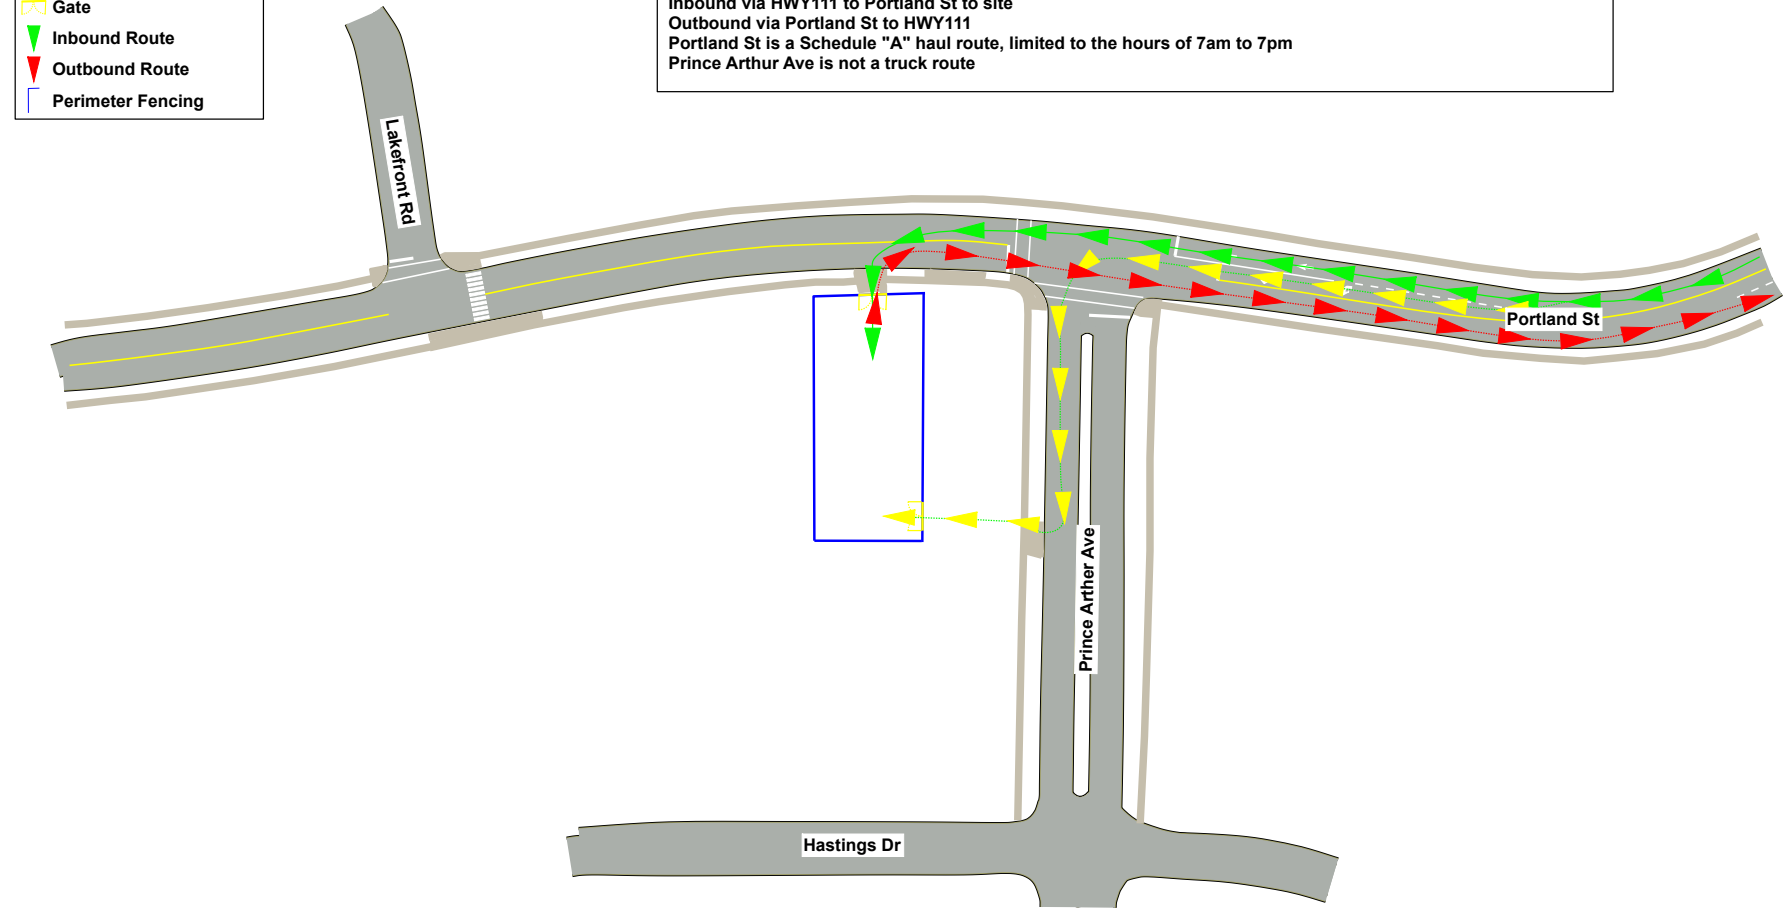 Gate
Inbound Route
Outbound Route
Perimeter Fencing
Inbound via HWY111 to Portland St to site
Outbound via Portland St to HWY111
Portland St is a Schedule "A" haul route, limited to the hours of 7am to 7pm
Prince Arthur Ave is not a truck route
Lakefront Rd
Portland St
Prince Arther Ave
Hastings Dr